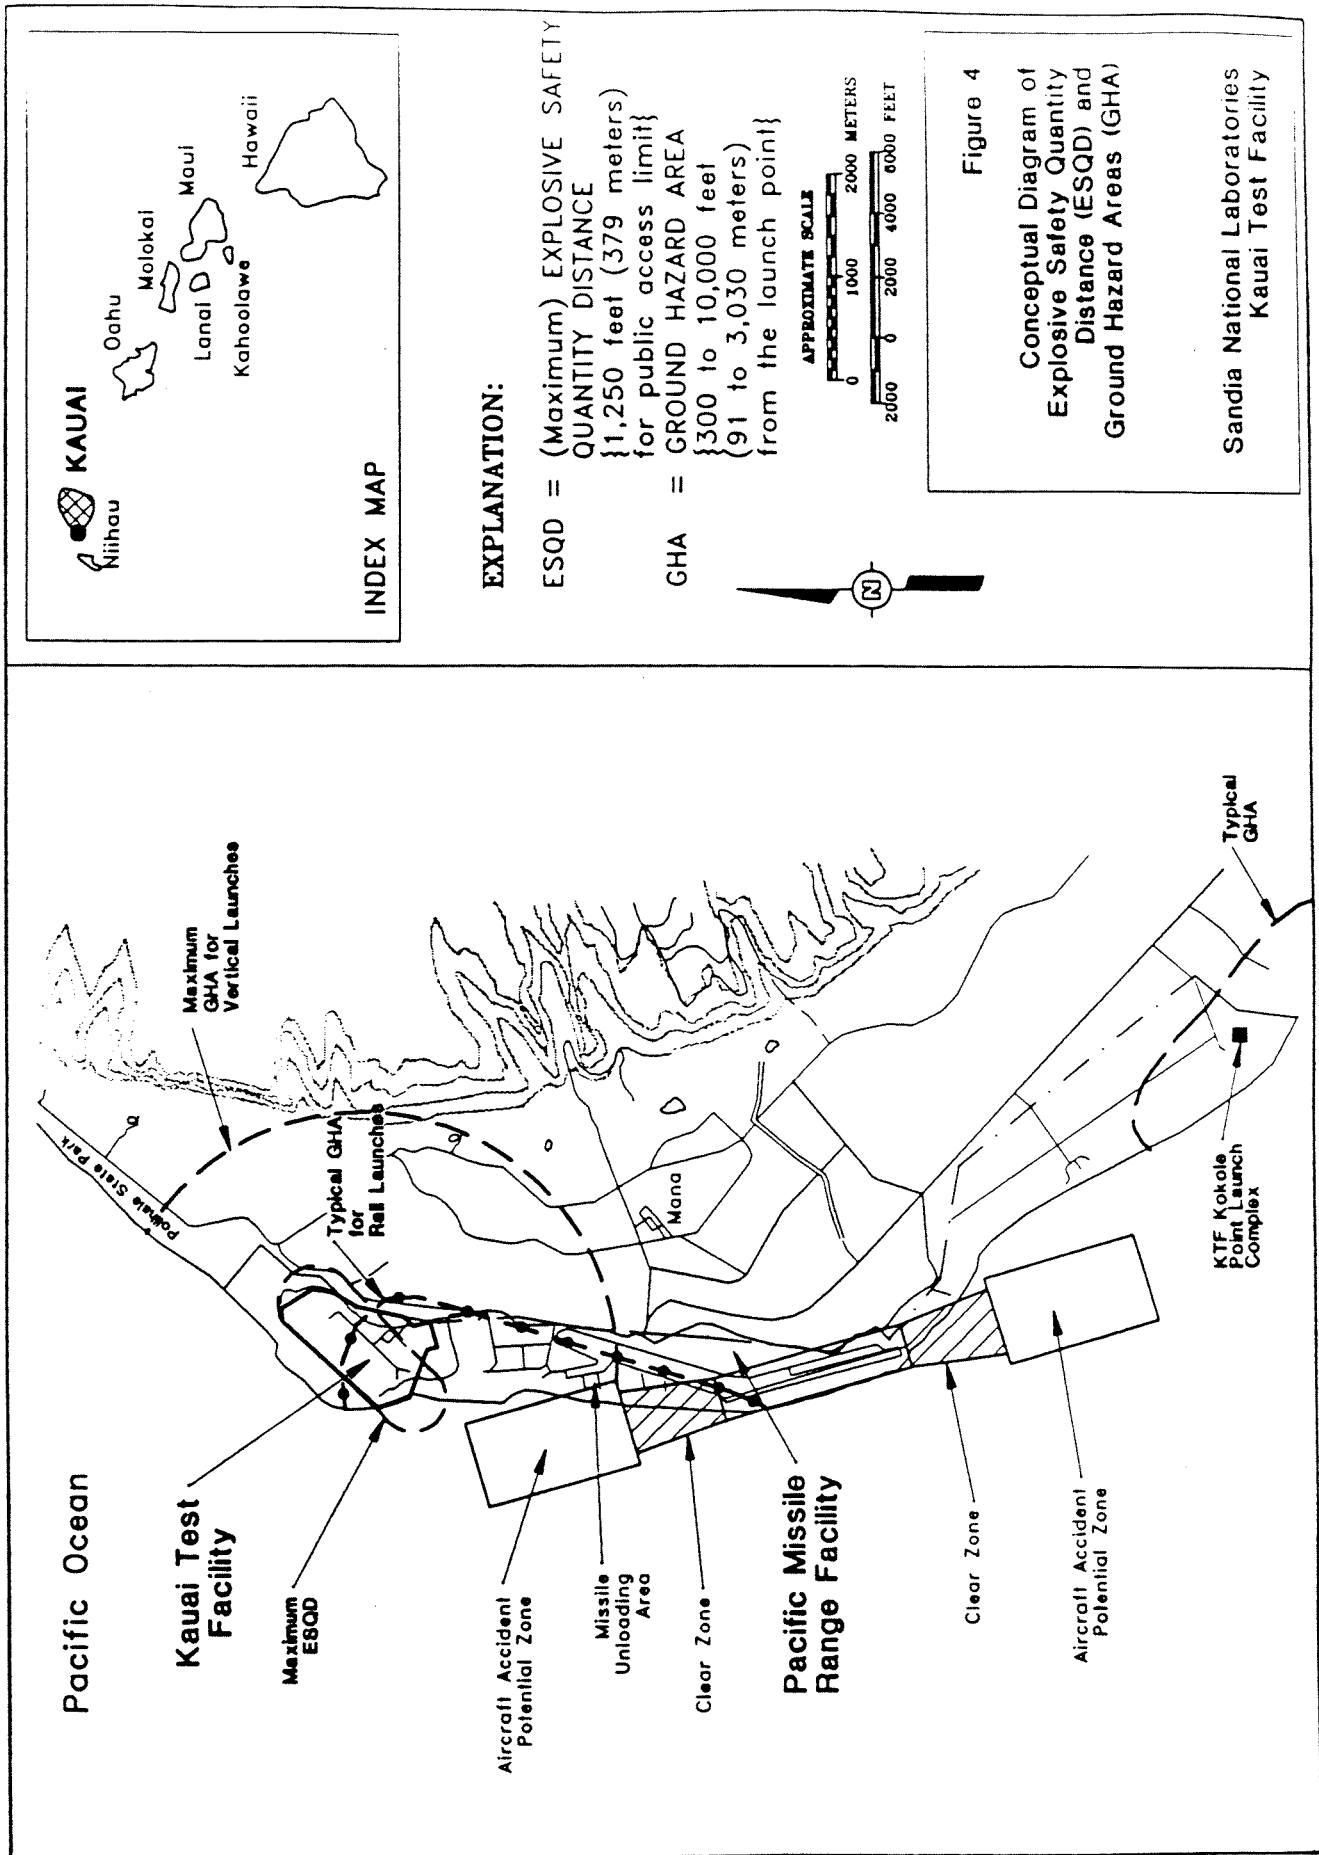 Pacific Ocean
Kauai Test
Facility
Maximum
ESQD
Aircraft Accident
Potential Zone
Missile
Unloading
Area
Clear Zone
Pacific Missile
Range Facility
Clear Zone
Aircraft Accident
Potential Zone
Polihale State Park
Maximum
GHA for
Vertical Launches
Typical GHA
for
Rail Launches
Mana
KTF Kokole
Point Launch
Complex
Typical
GHA
KAUAI
Niihau
Oahu
Molokai
Lanai
Maui
Kahoolawe
Hawaii
INDEX MAP
EXPLANATION:
ESQD = (Maximum) EXPLOSIVE SAFETY
QUANTITY DISTANCE
{1,250 feet (379 meters)
for public access limit}
GHA = GROUND HAZARD AREA
{300 to 10,000 feet
(91 to 3,030 meters)
from the launch point}
N
APPROXIMATE SCALE
0 1000 2000 METERS
2000 0 2000 4000 6000 FEET
Figure 4
Conceptual Diagram of
Explosive Safety Quantity
Distance (ESQD) and
Ground Hazard Areas (GHA)
Sandia National Laboratories
Kauai Test Facility